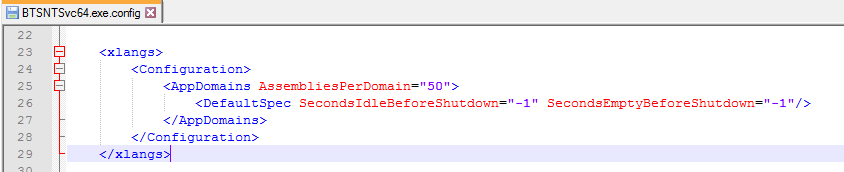 BTSNTSvc64.exe.config
22
23 <xlangs>
24 <Configuration>
25 <AppDomains AssembliesPerDomain="50">
26 <DefaultSpec SecondsIdleBeforeShutdown="-1" SecondsEmptyBeforeShutdown="-1"/>
27 </AppDomains>
28 </Configuration>
29 </xlangs>
30